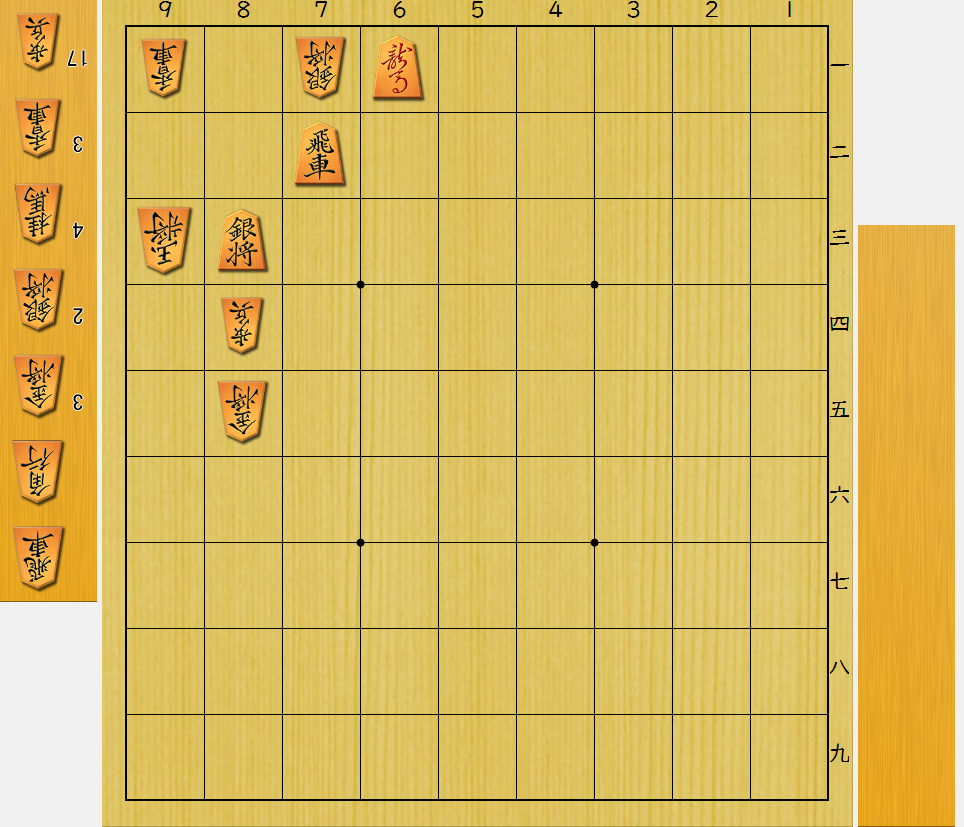 9 8 7 6 5 4 3 2 1
歩兵 17
香車 3
桂馬 4
銀将 2
金将 3
角行
飛車
香車 銀将 龍馬 一
飛車 二
玉将 銀将 三
歩兵 四
金将 五
六
七
八
九